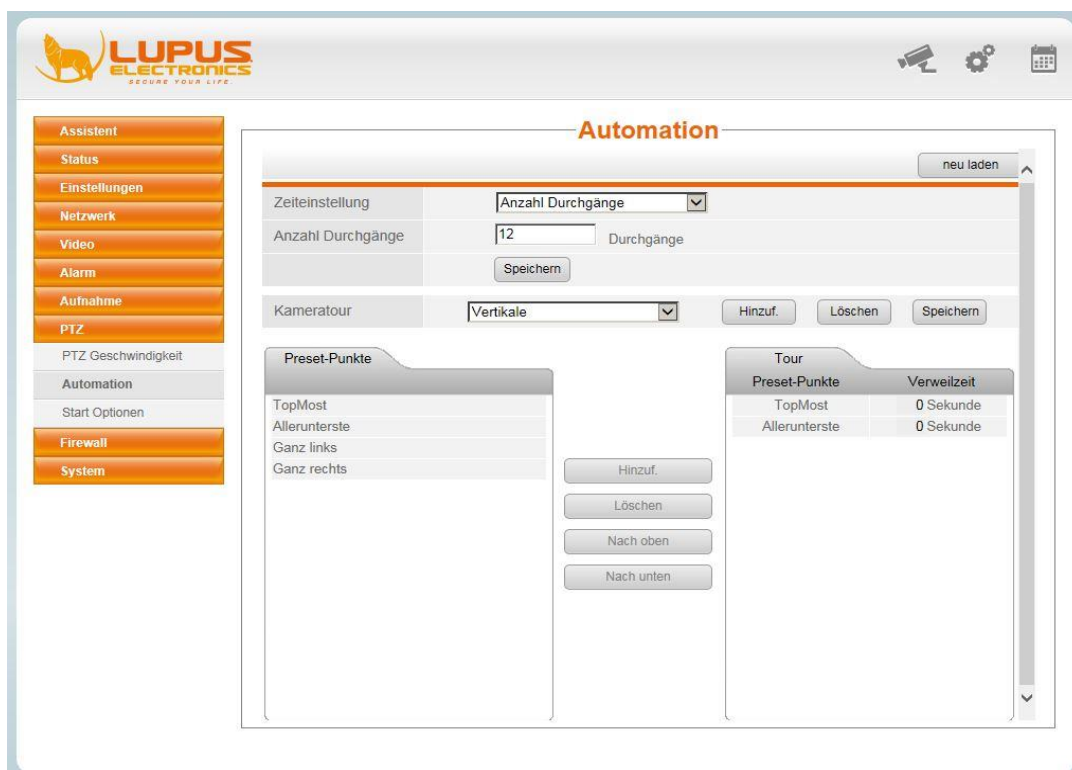 LUPUS
ELECTRONICS
SECURE YOUR LIFE
Assistent
Status
Einstellungen
Netzwerk
Video
Alarm
Aufnahme
PTZ
PTZ Geschwindigkeit
Automation
Start Optionen
Firewall
System
Automation
neu laden
Zeiteinstellung Anzahl Durchgänge
Anzahl Durchgänge 12 Durchgänge
Speichern
Kameratour Vertikale Hinzuf. Löschen Speichern
Preset-Punkte
TopMost
Allerunterste
Ganz links
Ganz rechts
Hinzuf.
Löschen
Nach oben
Nach unten
Tour
Preset-Punkte Verweilzeit
TopMost 0 Sekunde
Allerunterste 0 Sekunde